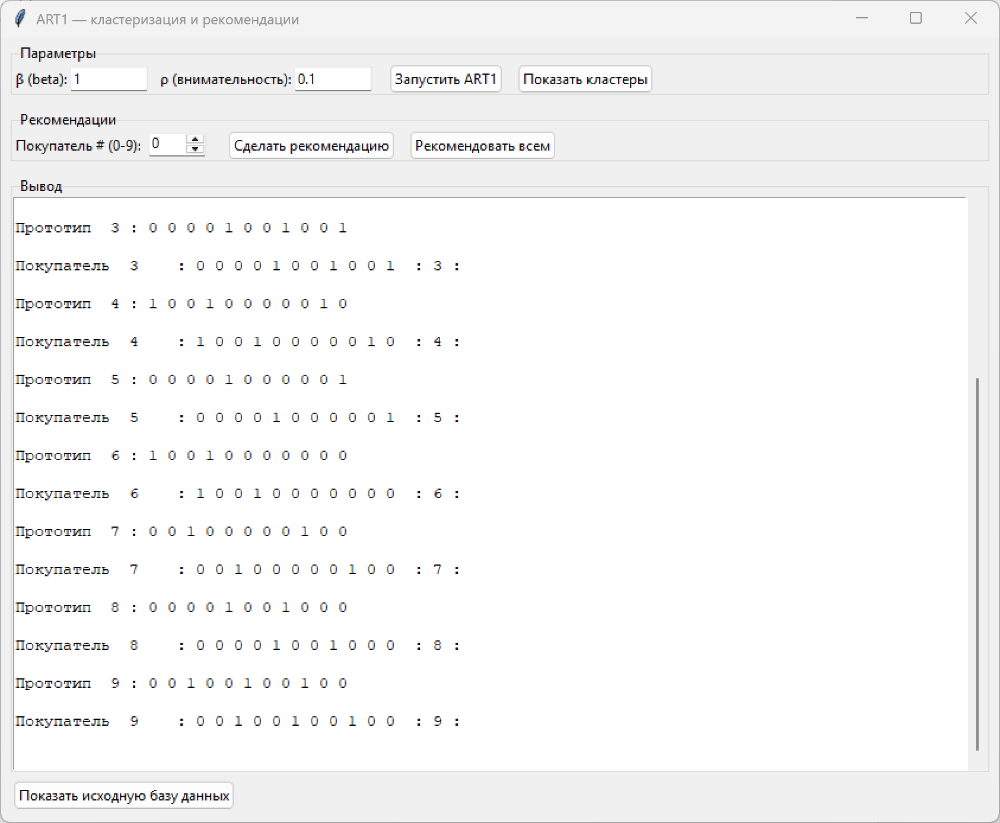 ART1 — кластеризация и рекомендации
Параметры
β (beta): 1 ρ (внимательность): 0.1 Запустить ART1 Показать кластеры
Рекомендации
Покупатель # (0-9): 0 Сделать рекомендацию Рекомендовать всем
Вывод
Прототип 3 : 0 0 0 0 1 0 0 1 0 0 1
Покупатель 3 : 0 0 0 0 1 0 0 1 0 0 1 : 3 :
Прототип 4 : 1 0 0 1 0 0 0 0 0 1 0
Покупатель 4 : 1 0 0 1 0 0 0 0 0 1 0 : 4 :
Прототип 5 : 0 0 0 0 1 0 0 0 0 0 1
Покупатель 5 : 0 0 0 0 1 0 0 0 0 0 1 : 5 :
Прототип 6 : 1 0 0 1 0 0 0 0 0 0 0
Покупатель 6 : 1 0 0 1 0 0 0 0 0 0 0 : 6 :
Прототип 7 : 0 0 1 0 0 0 0 0 1 0 0
Покупатель 7 : 0 0 1 0 0 0 0 0 1 0 0 : 7 :
Прототип 8 : 0 0 0 0 1 0 0 1 0 0 0
Покупатель 8 : 0 0 0 0 1 0 0 1 0 0 0 : 8 :
Прототип 9 : 0 0 1 0 0 1 0 0 1 0 0
Покупатель 9 : 0 0 1 0 0 1 0 0 1 0 0 : 9 :
Показать исходную базу данных